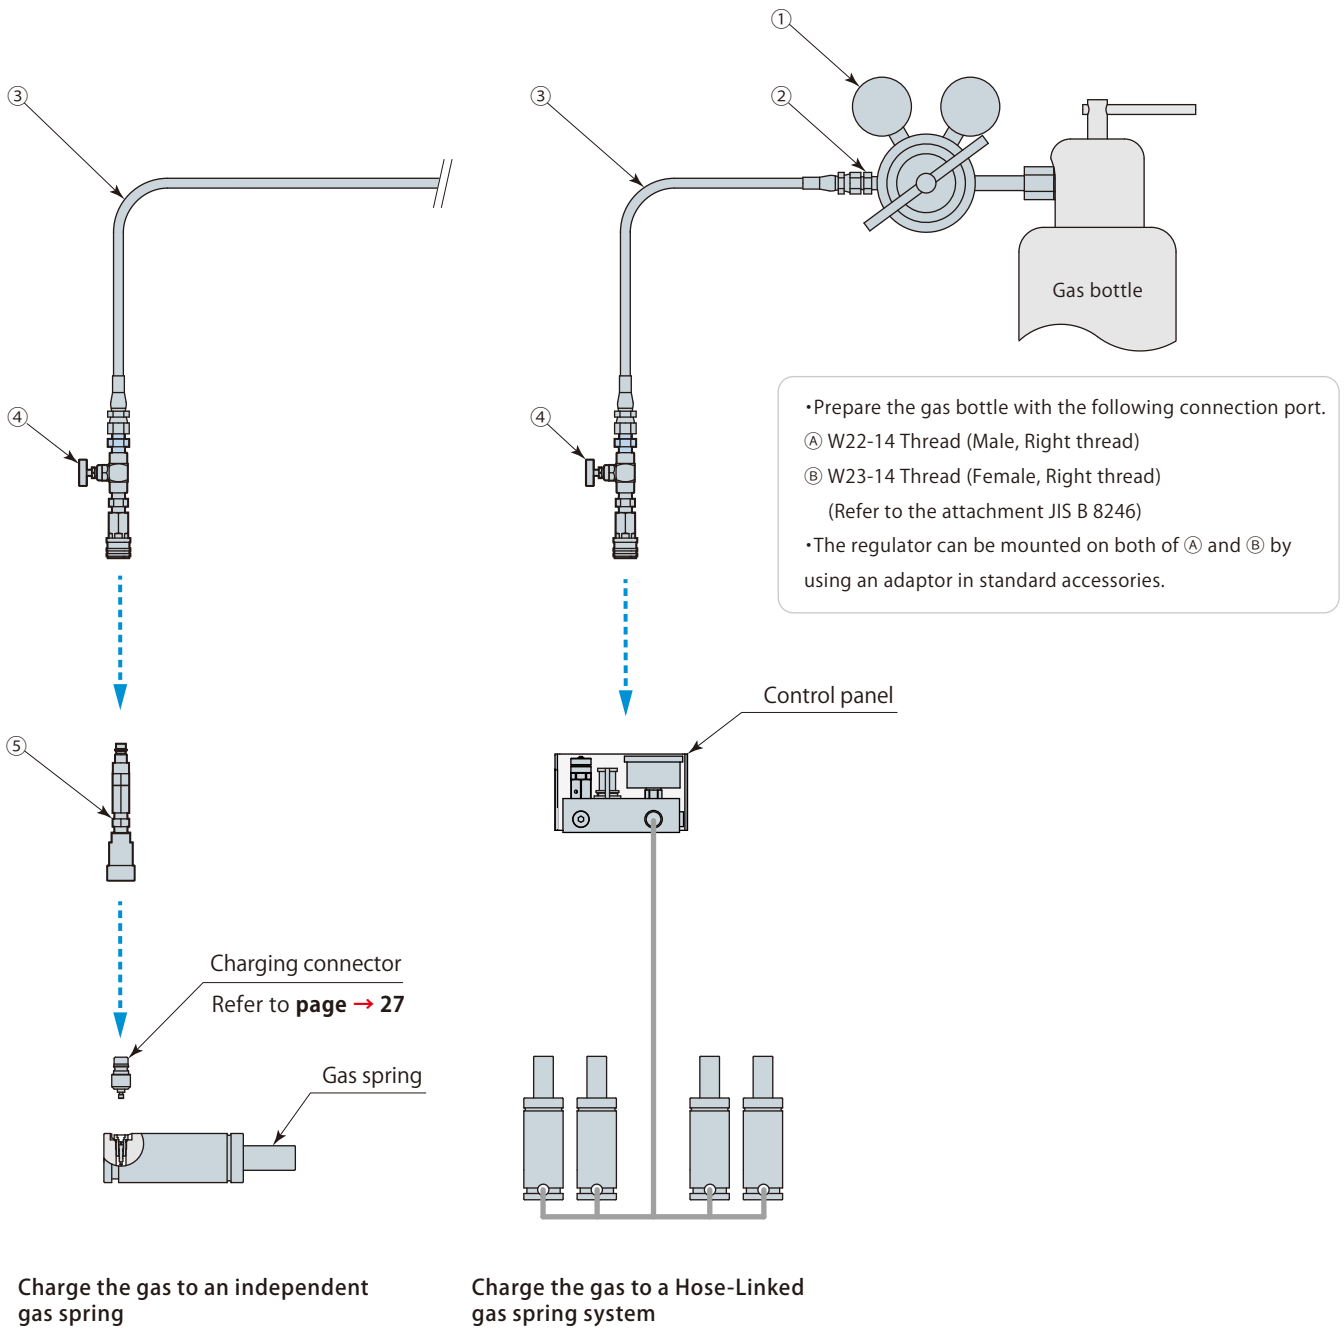 ①
③
③
②
Gas bottle
・Prepare the gas bottle with the following connection port.
Ⓐ W22-14 Thread (Male, Right thread)
Ⓑ W23-14 Thread (Female, Right thread)
(Refer to the attachment JIS B 8246)
・The regulator can be mounted on both of Ⓐ and Ⓑ by
using an adaptor in standard accessories.
④
④
Control panel
⑤
Charging connector
Refer to page → 27
Gas spring
Charge the gas to an independent
gas spring
Charge the gas to a Hose-Linked
gas spring system